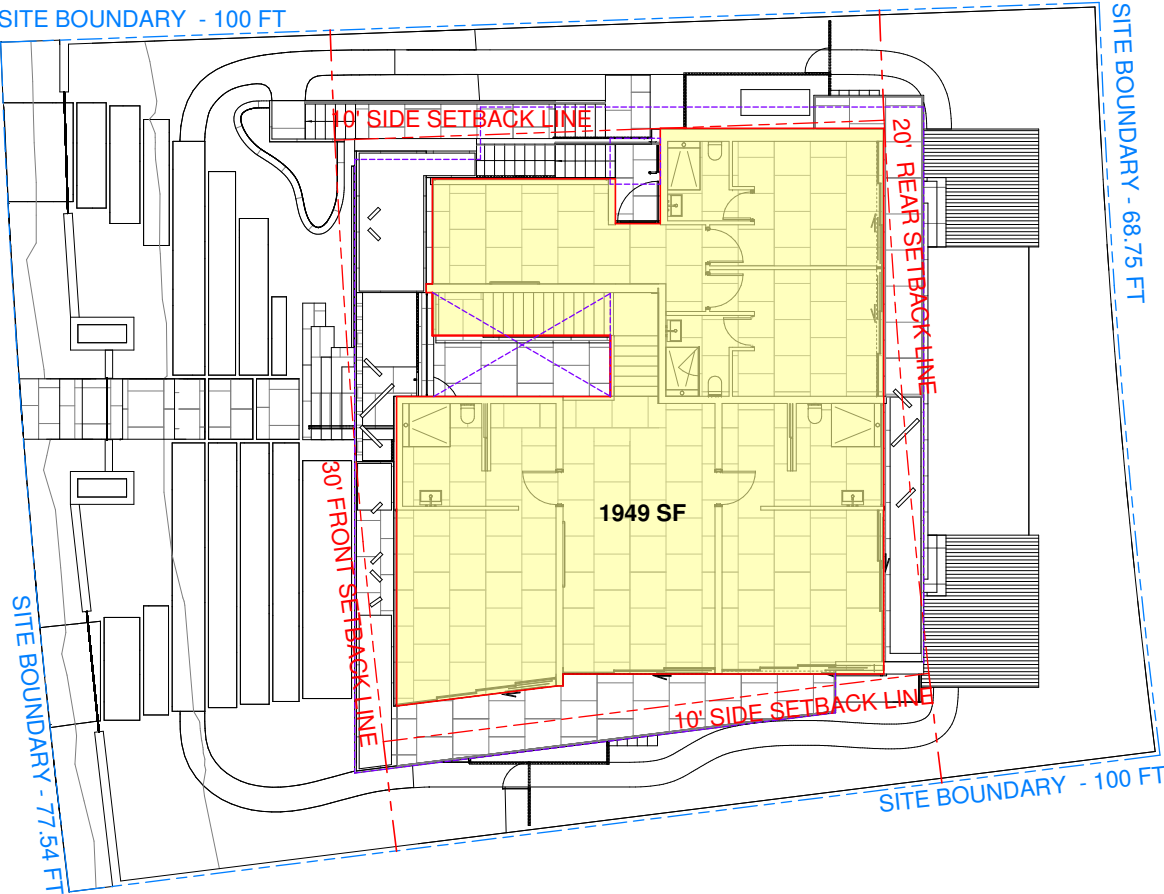 SITE BOUNDARY - 100 FT
SITE BOUNDARY - 68.75 FT
10' SIDE SETBACK LINE
20' REAR SETBACK LINE
1949 SF
30' FRONT SETBACK LINE
10' SIDE SETBACK LINE
SITE BOUNDARY - 77.54 FT
SITE BOUNDARY - 100 FT